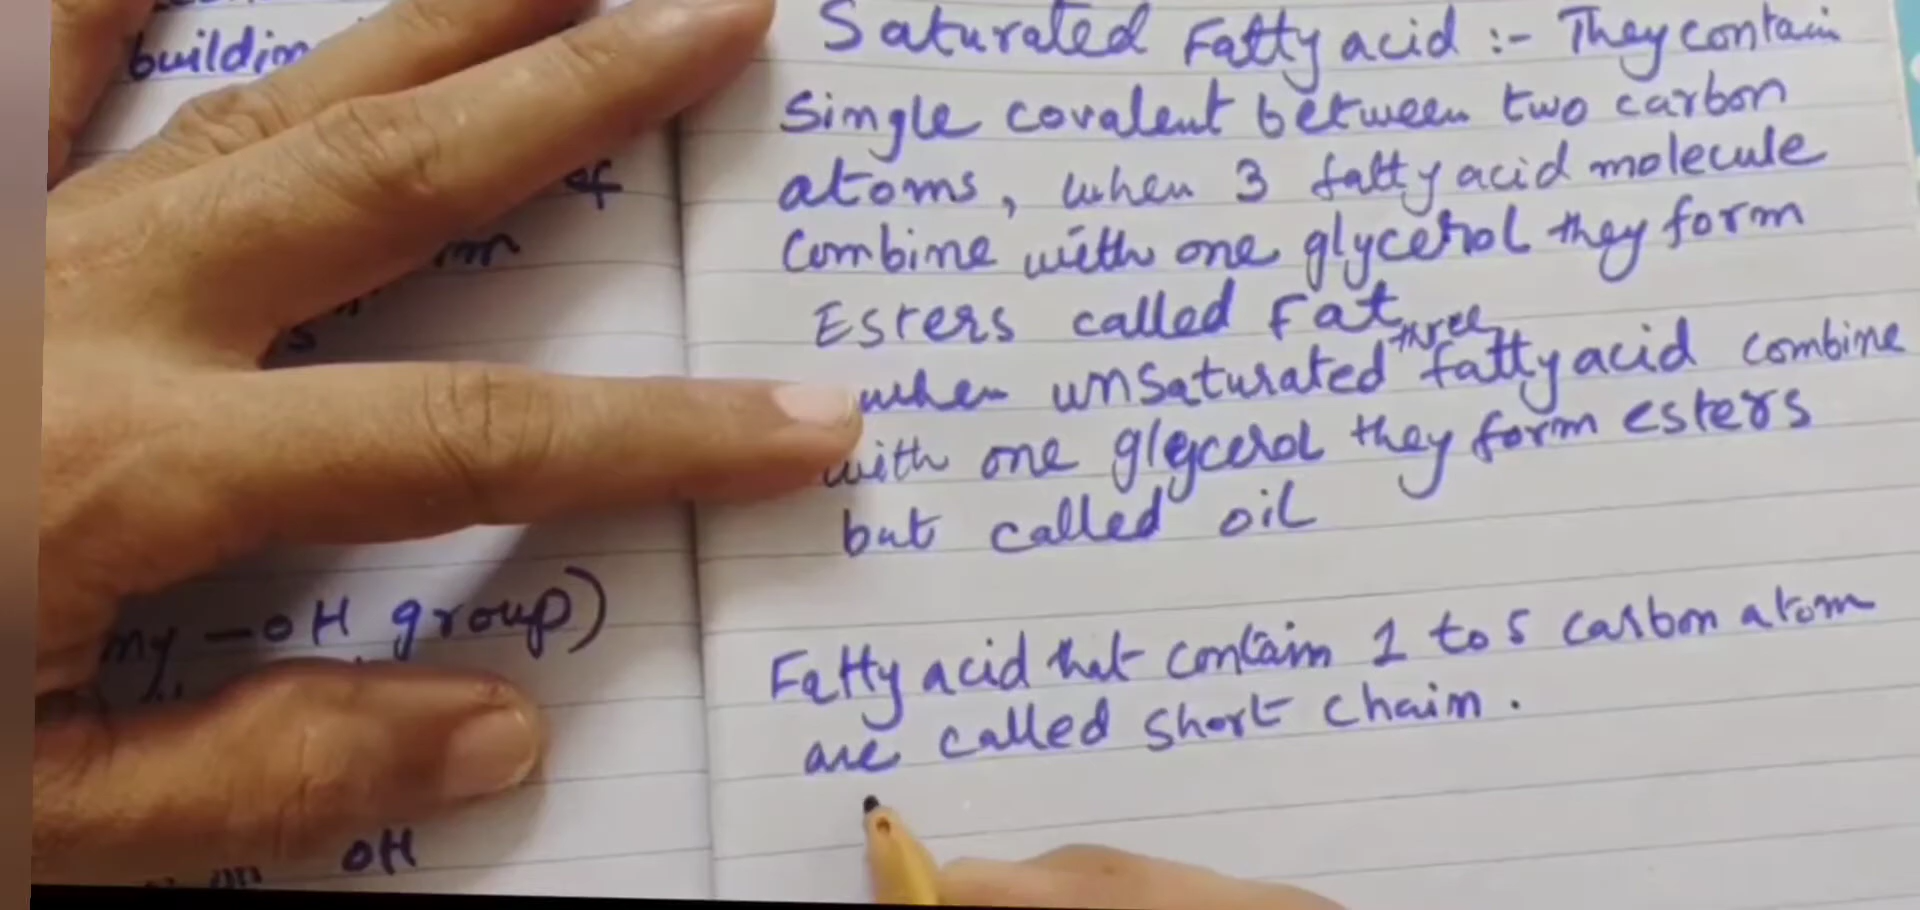 building
of
my -OH group)
OH
Saturated Fatty acid :- They contain
Single covalent between two carbon
atoms, when 3 fatty acid molecule
combine with one glycerol they form
Esters called Fat
when unsaturated three fatty acid combine
with one glycerol they form esters
but called oil
Fatty acid that contain 1 to 5 carbon atom
are called short chain.